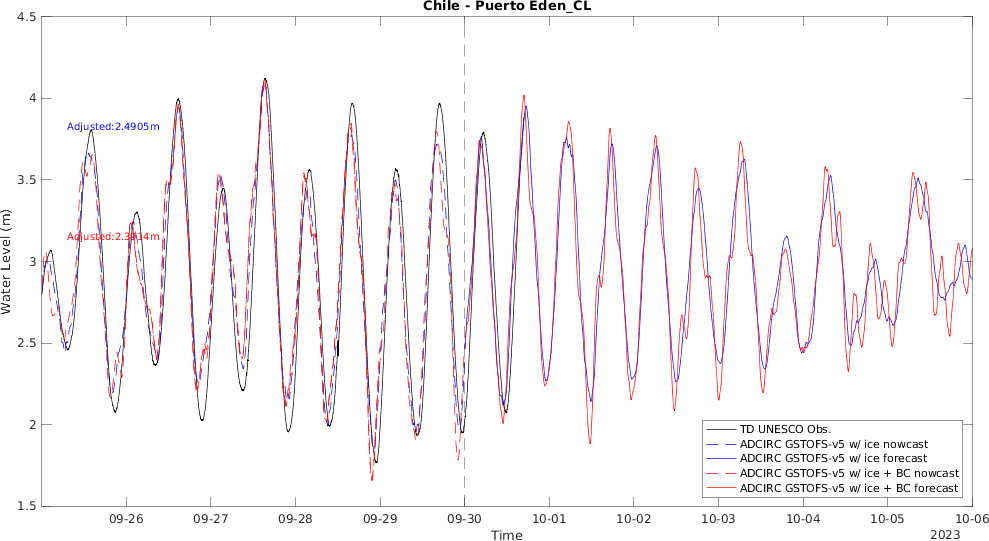 Chile - Puerto Eden_CL
4.5
4
3.5
3
2.5
2
1.5
Water Level (m)
Adjusted:2.4905m
TD UNESCO Obs.
ADCIRC GSTOFS-v5 w/ ice nowcast
ADCIRC GSTOFS-v5 w/ ice forecast
ADCIRC GSTOFS-v5 w/ ice + BC nowcast
ADCIRC GSTOFS-v5 w/ ice + BC forecast
09-26 09-27 09-28 09-29 09-30 10-01 10-02 10-03 10-04 10-05 10-06
Time
2023